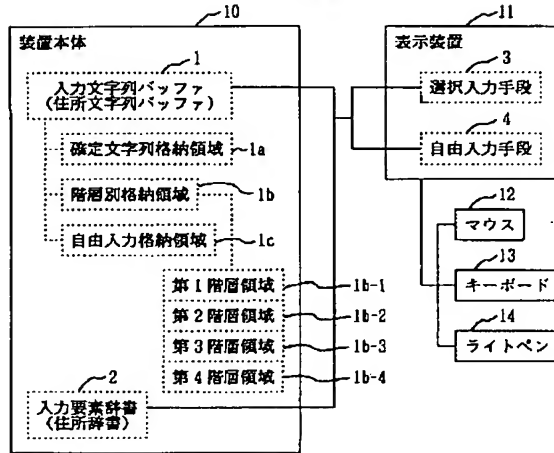 10
装置本体
1
入力文字列バッファ
(住所文字列バッファ)
確定文字列格納領域
1a
階層別格納領域
1b
自由入力格納領域
1c
第1階層領域
1b-1
第2階層領域
1b-2
第3階層領域
1b-3
第4階層領域
1b-4
2
入力要素辞書
(住所辞書)
11
表示装置
3
選択入力手段
4
自由入力手段
12
マウス
13
キーボード
14
ライトペン